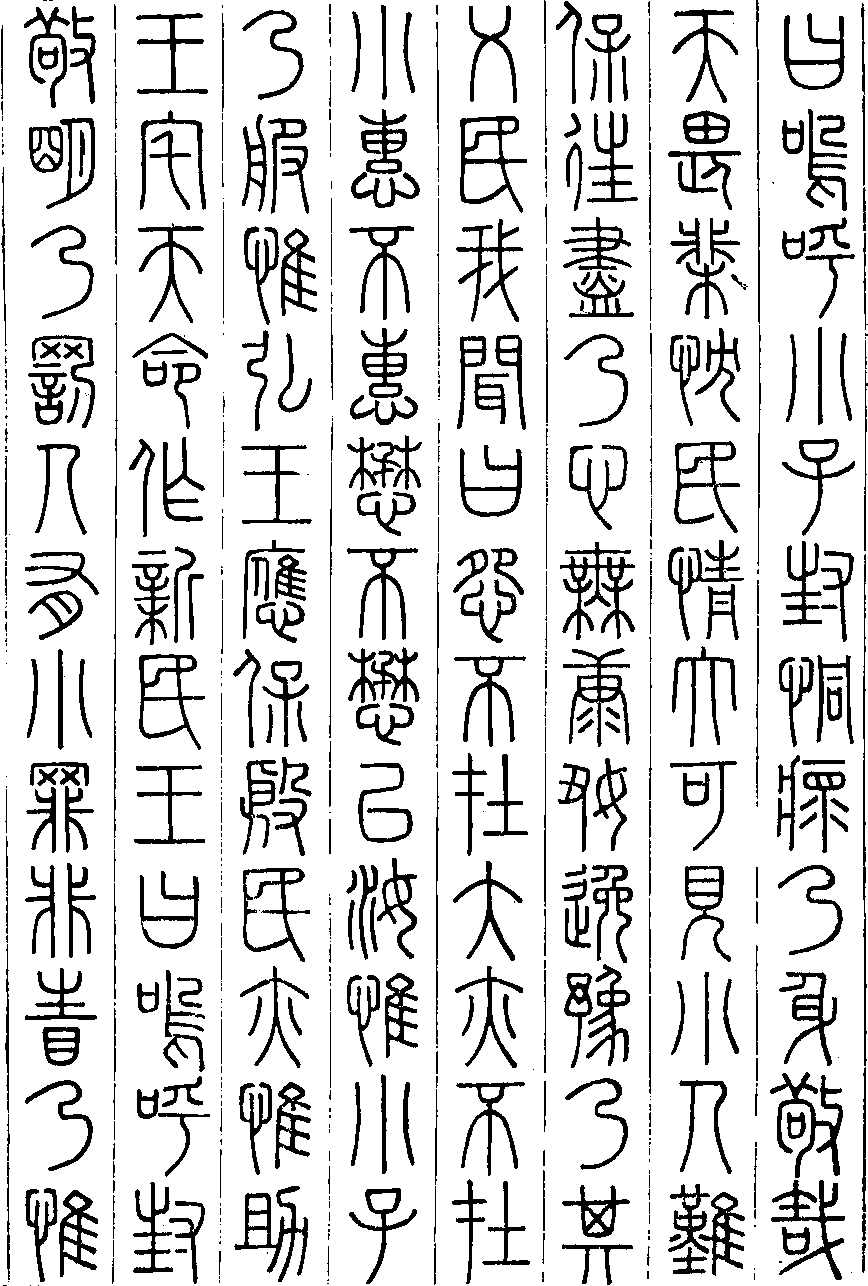 曰嗚呼小子封恫瘝乃身敬哉
天畏棐忱民情大可見小人難
保往盡乃心無康好逸豫乃其
乂民我聞曰怨不在大亦不在
小惠不惠懋不懋已汝惟小子
乃服惟弘王應保殷民亦惟助
王宅天命作新民王曰嗚呼封
敬明乃罰人有小罪非眚乃惟